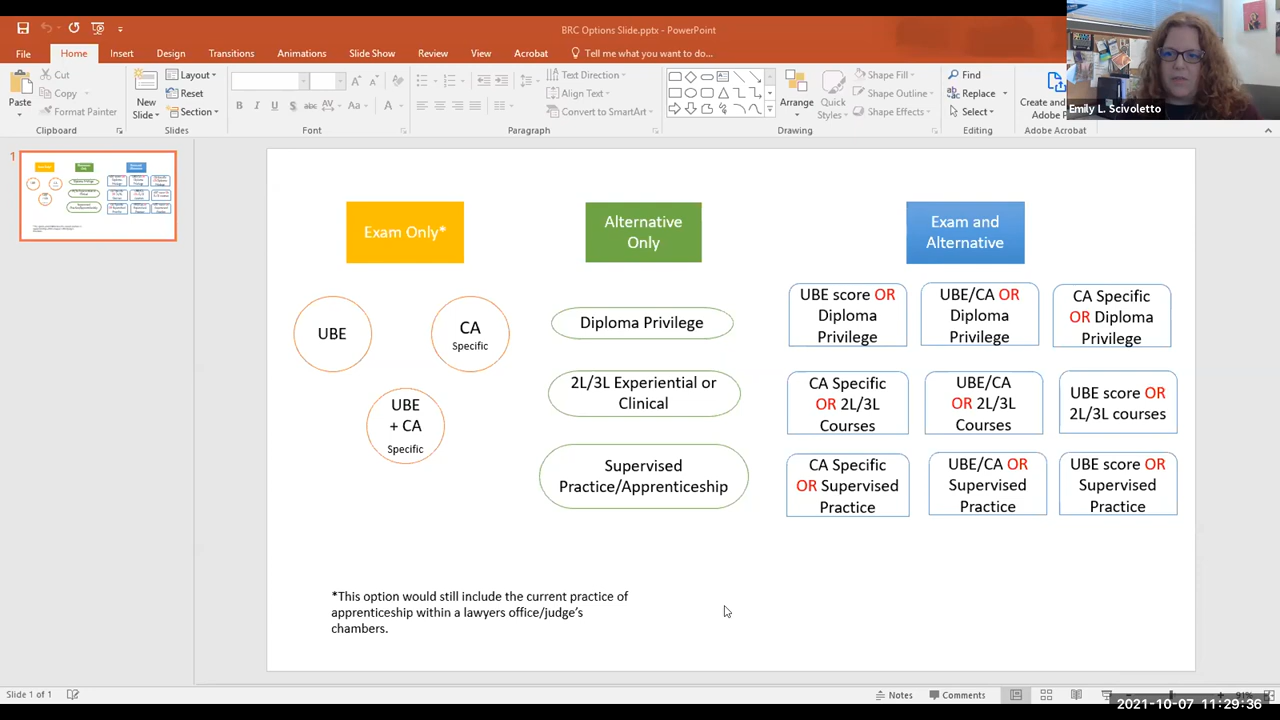 BRC Options Slide.pptx - PowerPoint
File Home Insert Design Transitions Animations Slide Show Review View Acrobat Tell me what you want to do...
Paste
Cut
Copy
Format Painter
Clipboard
New
Slide
Layout
Reset
Section
Slides
Font
Text Direction
Align Text
Convert to SmartArt
Paragraph
Arrange
Quick
Styles
Shape Fill
Shape Outline
Shape Effects
Drawing
Find
Replace
Select
Editing
Create and
Adobe P
Adobe Acrobat
Emily L. Scivoletto
1
Exam Only*
UBE
CA
Specific
UBE
+ CA
Specific
Alternative
Only
Diploma Privilege
2L/3L Experiential or
Clinical
Supervised
Practice/Apprenticeship
Exam and
Alternative
UBE score OR
Diploma
Privilege
UBE/CA OR
Diploma
Privilege
CA Specific
OR Diploma
Privilege
CA Specific
OR 2L/3L
Courses
UBE/CA
OR 2L/3L
Courses
UBE score OR
2L/3L courses
CA Specific
OR Supervised
Practice
UBE/CA OR
Supervised
Practice
UBE score OR
Supervised
Practice
*This option would still include the current practice of
apprenticeship within a lawyers office/judge's
chambers.
Slide 1 of 1
Notes
Comments
2021-10-07 11:29:36